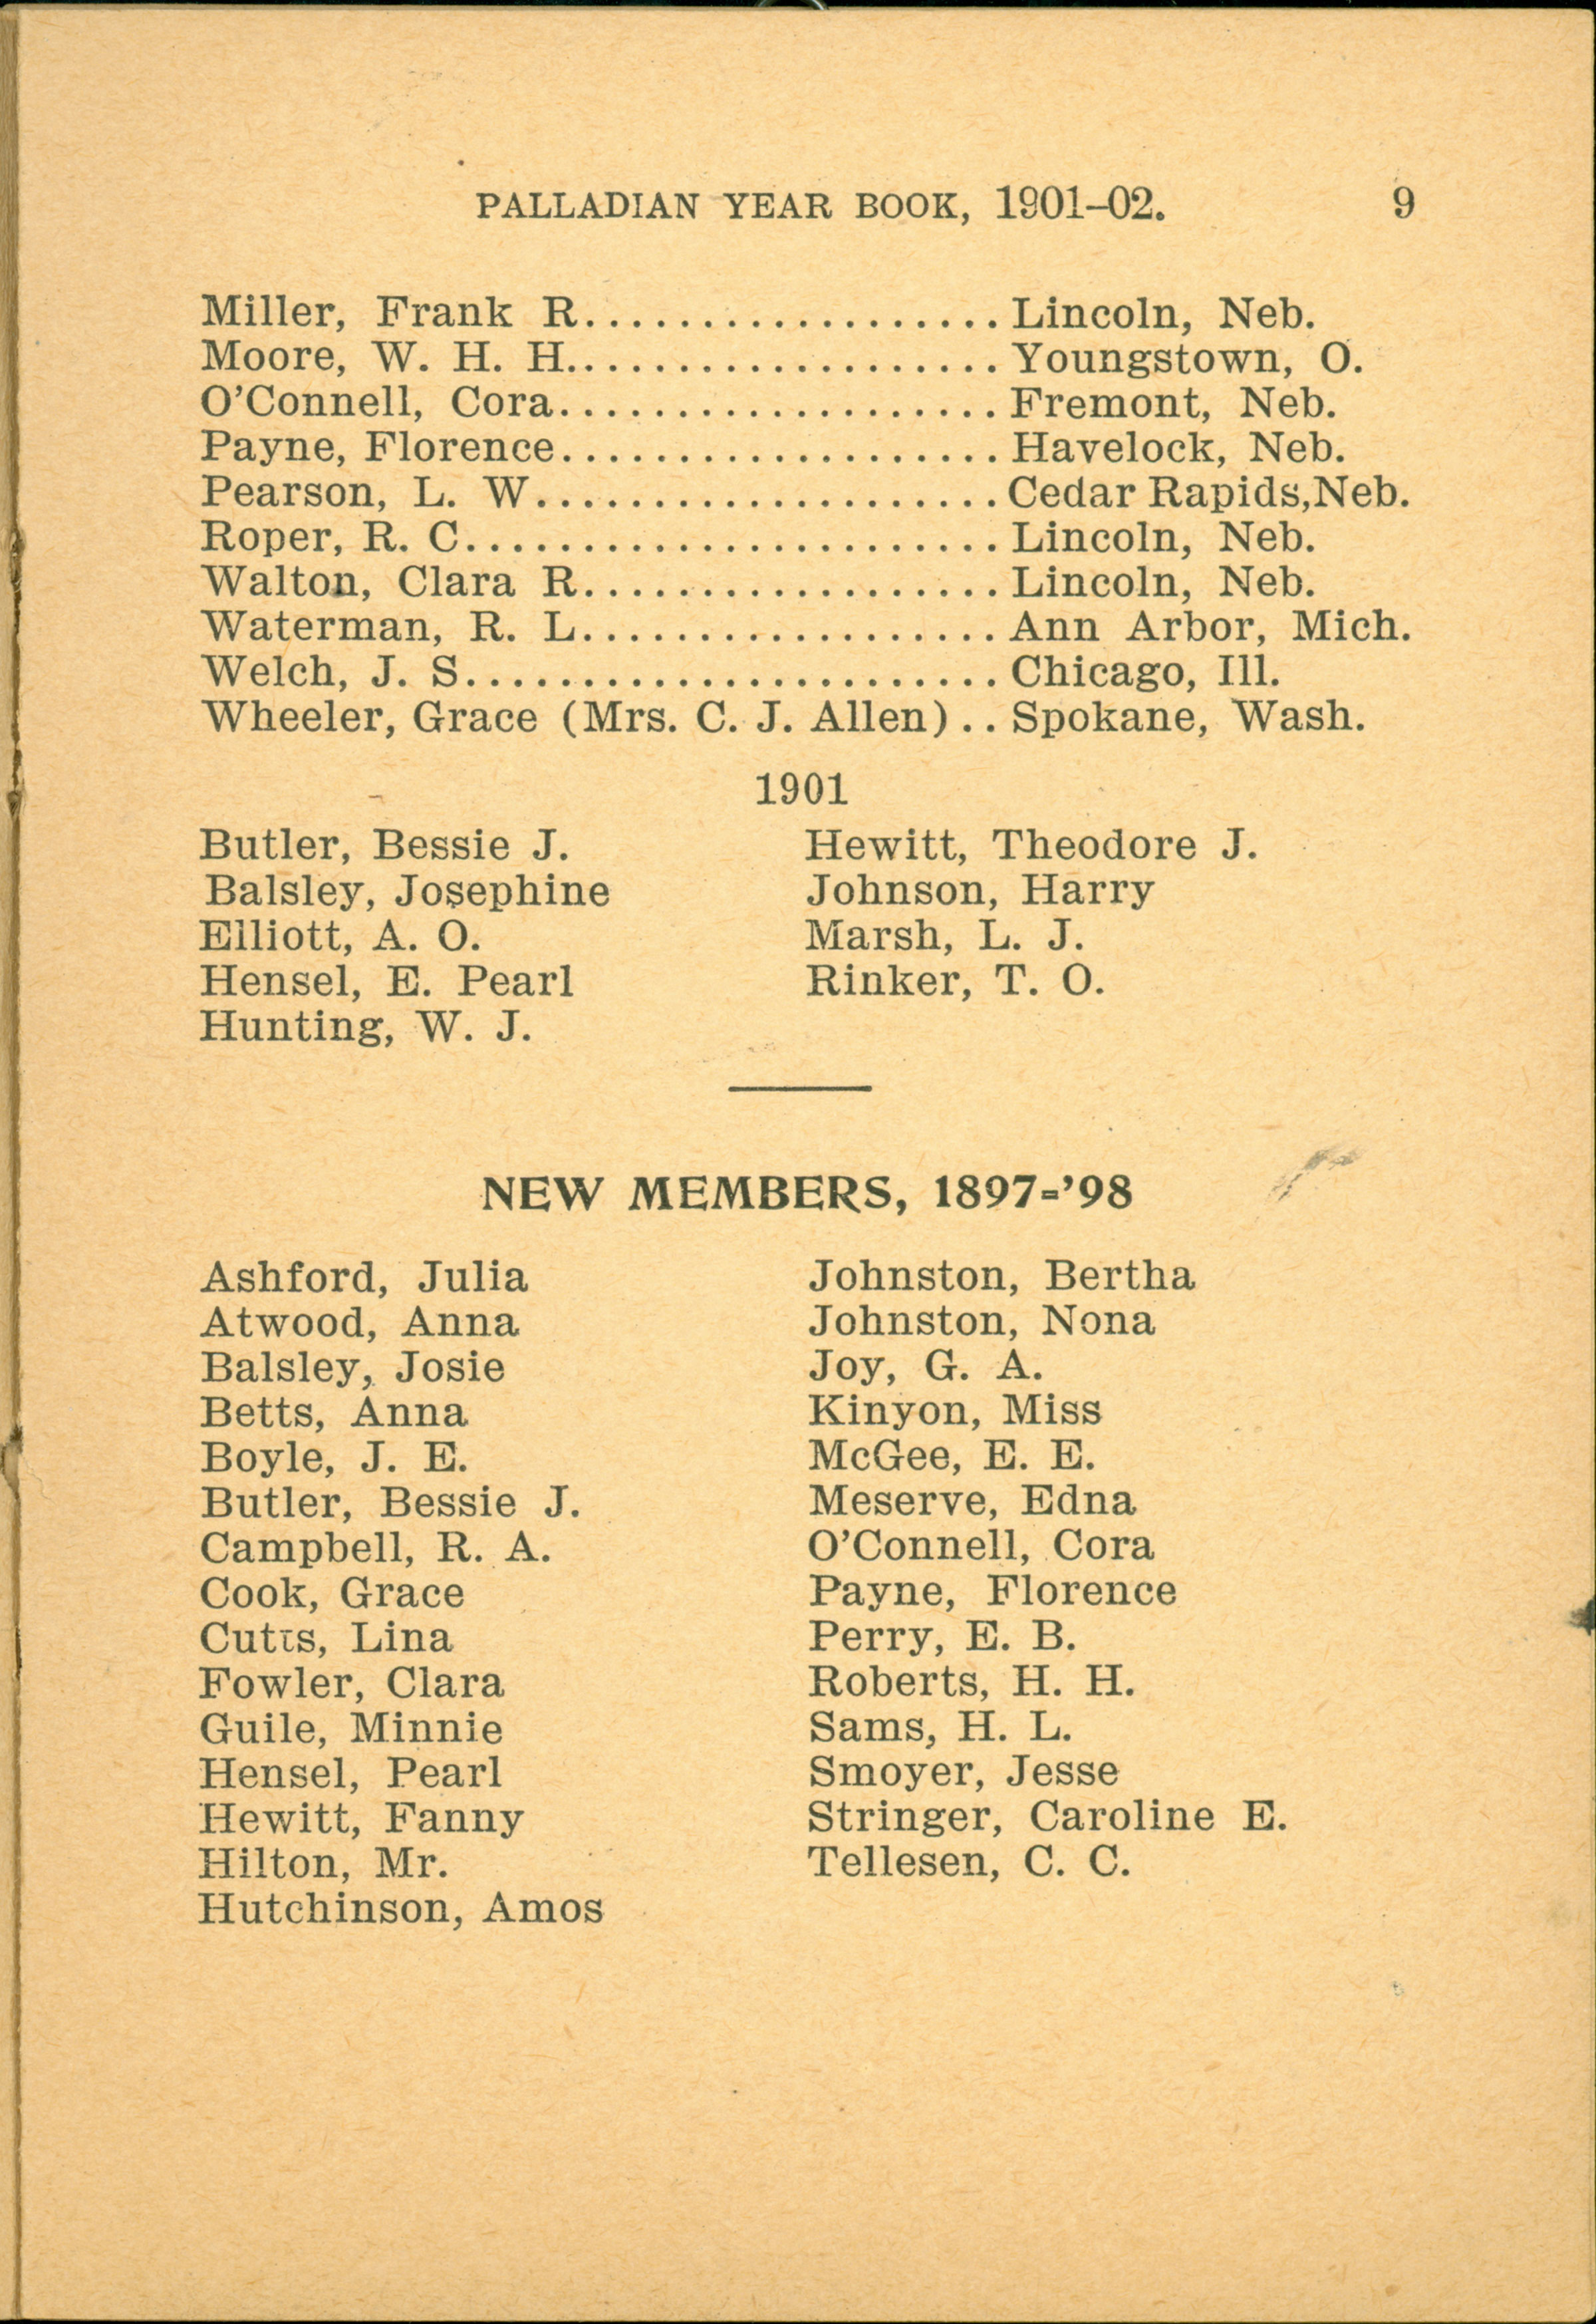 PALLADIAN YEAR BOOK, 1901–02. 9
Miller, Frank R.................. Lincoln, Neb.
Moore, W. H. H................... Youngstown, O.
O'Connell, Cora................... Fremont, Neb.
Payne, Florence................... Havelock, Neb.
Pearson, L. W.................... Cedar Rapids,Neb.
Roper, R. C....................... Lincoln, Neb.
Walton, Clara R.................. Lincoln, Neb.
Waterman, R. L.................. Ann Arbor, Mich.
Welch, J. S....................... Chicago, Ill.
Wheeler, Grace (Mrs. C. J. Allen).. Spokane, Wash.
1901
Butler, Bessie J.
Balsley, Josephine
Elliott, A. O.
Hensel, E. Pearl
Hunting, W. J.
Hewitt, Theodore J.
Johnson, Harry
Marsh, L. J.
Rinker, T. O.
NEW MEMBERS, 1897-'98
Ashford, Julia
Atwood, Anna
Balsley, Josie
Betts, Anna
Boyle, J. E.
Butler, Bessie J.
Campbell, R. A.
Cook, Grace
Cutts, Lina
Fowler, Clara
Guile, Minnie
Hensel, Pearl
Hewitt, Fanny
Hilton, Mr.
Hutchinson, Amos
Johnston, Bertha
Johnston, Nona
Joy, G. A.
Kinyon, Miss
McGee, E. E.
Meserve, Edna
O'Connell, Cora
Payne, Florence
Perry, E. B.
Roberts, H. H.
Sams, H. L.
Smoyer, Jesse
Stringer, Caroline E.
Tellesen, C. C.